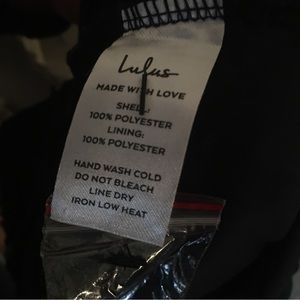 Lulus
MADE WITH LOVE
SHELL:
100% POLYESTER
LINING:
100% POLYESTER
HAND WASH COLD
DO NOT BLEACH
LINE DRY
IRON LOW HEAT